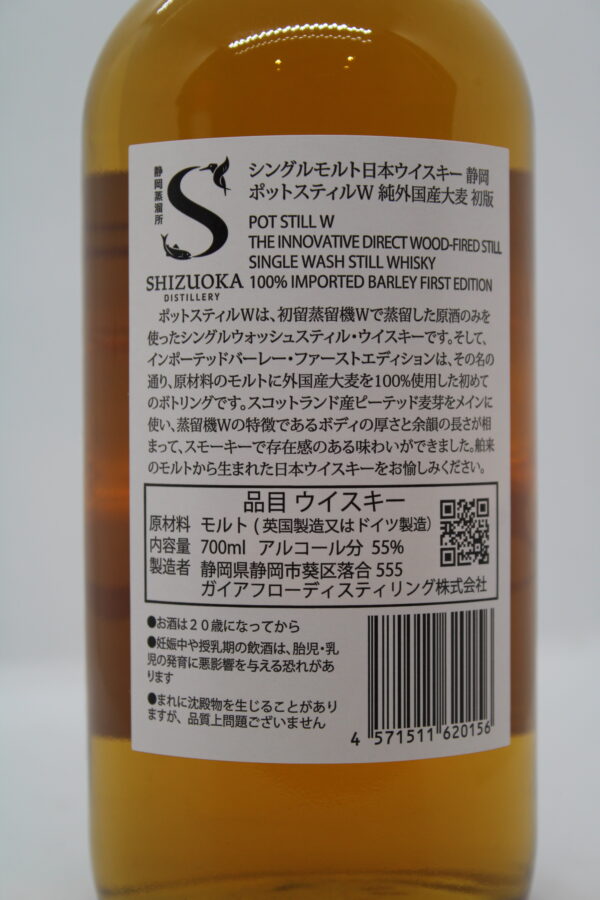 静岡蒸溜所
SHIZUOKA
DISTILLERY
シングルモルト日本ウイスキー 静岡
ポットスティルW 純外国産大麦 初版
POT STILL W
THE INNOVATIVE DIRECT WOOD-FIRED STILL
SINGLE WASH STILL WHISKY
100% IMPORTED BARLEY FIRST EDITION
ポットスティルWは、初留蒸留機Wで蒸留した原酒のみを
使ったシングルウォッシュスティル・ウイスキーです。そして、
インポーテッドバーレー・ファーストエディションは、その名の
通り、原材料のモルトに外国産大麦を100%使用した初めて
のボトリングです。スコットランド産ピーテッド麦芽をメインに
使い、蒸留機Wの特徴であるボディの厚さと余韻の長さが相
まって、スモーキーで存在感のある味わいができました。舶来
のモルトから生まれた日本ウイスキーをお愉しみください。
品目 ウイスキー
原材料 モルト ( 英国製造又はドイツ製造)
内容量 700ml アルコール分 55%
製造者 静岡県静岡市葵区落合 555
ガイアフローディスティリング株式会社
●お酒は２０歳になってから
●妊娠中や授乳期の飲酒は、胎児・乳
児の発育に悪影響を与える恐れがあ
ります
●まれに沈殿物を生じることがあり
ますが、品質上問題ございません
4 571511 620156